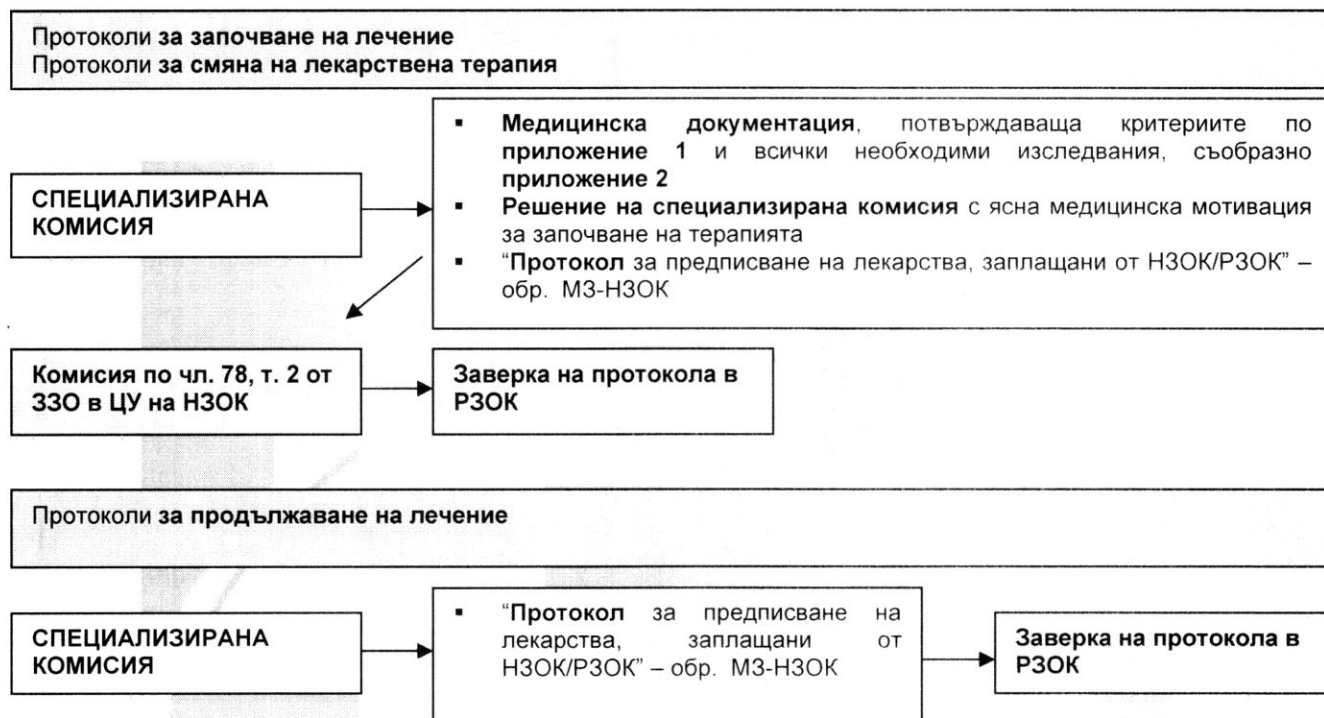 Протоколи за започване на лечение
Протоколи за смяна на лекарствена терапия
СПЕЦИАЛИЗИРАНА
КОМИСИЯ
▪ Медицинска документация, потвърждаваща критериите по
приложение 1 и всички необходими изследвания, съобразно
приложение 2
▪ Решение на специализирана комисия с ясна медицинска мотивация
за започване на терапията
▪ “Протокол за предписване на лекарства, заплащани от НЗОК/РЗОК” –
обр. МЗ-НЗОК
Комисия по чл. 78, т. 2 от
ЗЗО в ЦУ на НЗОК
Заверка на протокола в
РЗОК
Протоколи за продължаване на лечение
СПЕЦИАЛИЗИРАНА
КОМИСИЯ
▪ “Протокол за предписване на
лекарства, заплащани от
НЗОК/РЗОК” – обр. МЗ-НЗОК
Заверка на протокола в
РЗОК